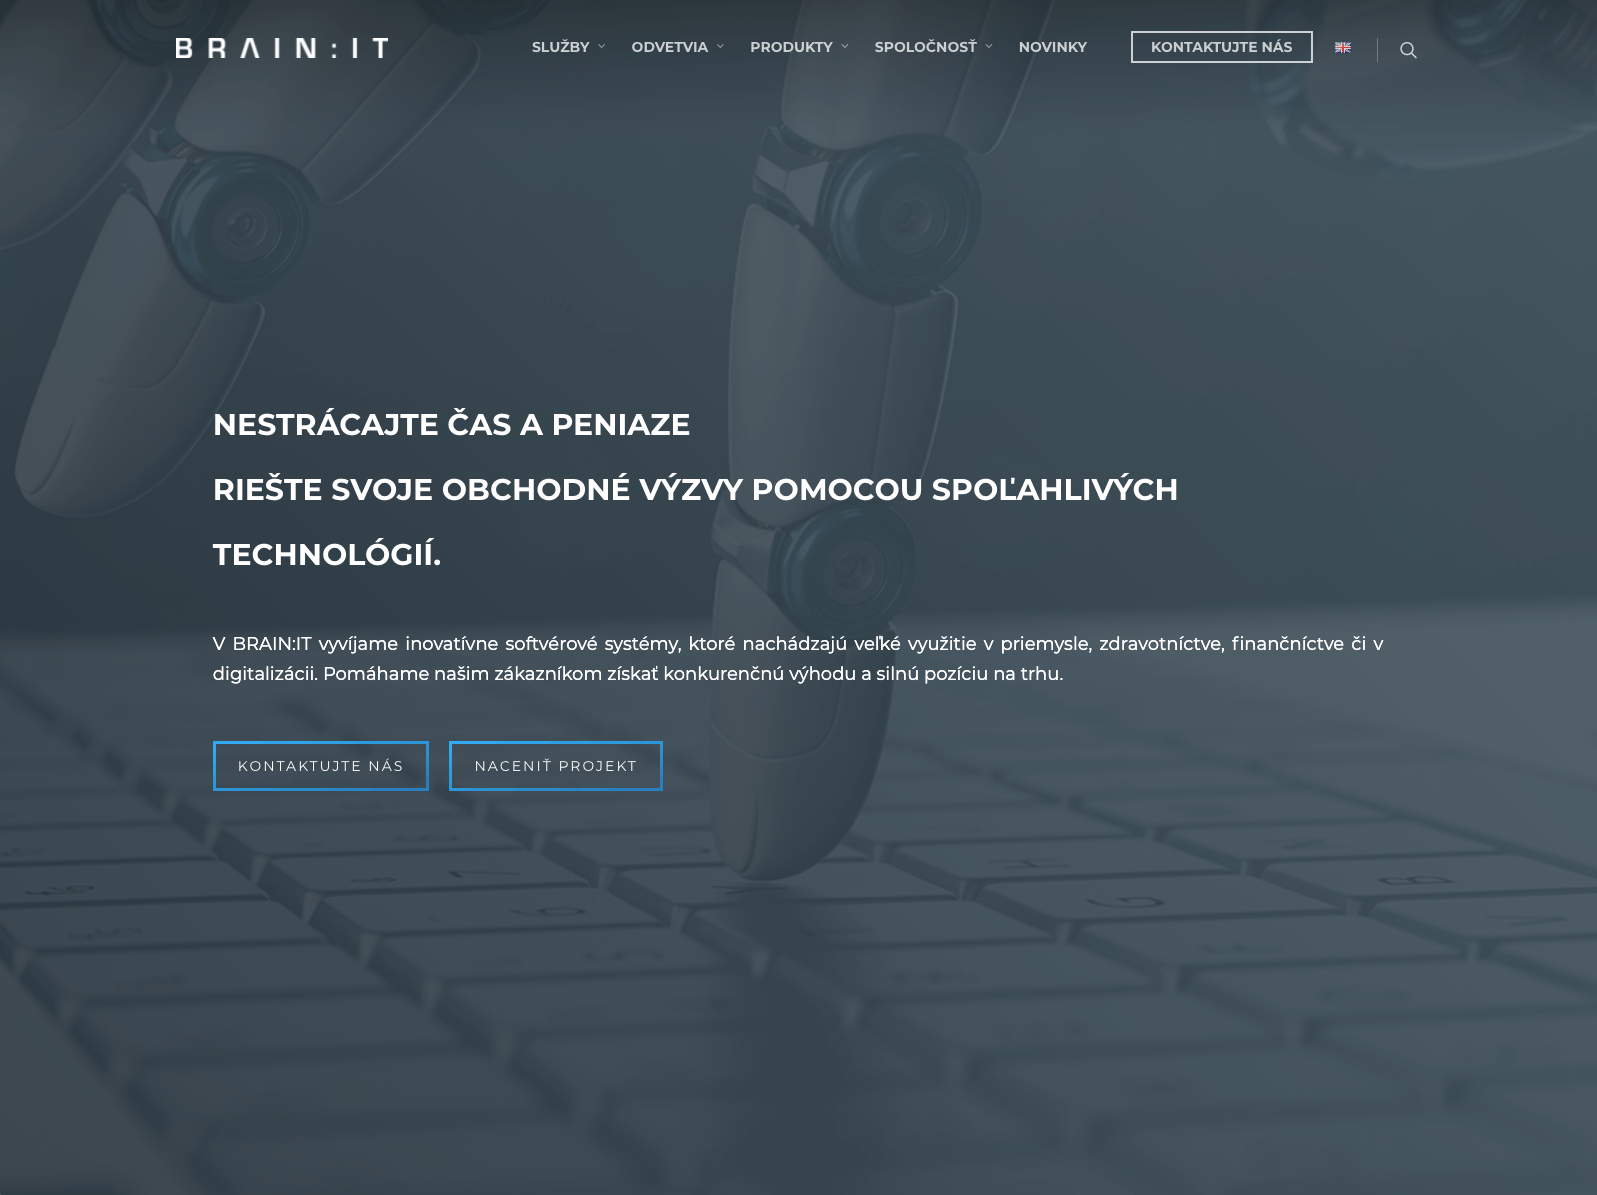 BRAIN:IT
SLUŽBY ODVETVIA PRODUKTY SPOLOČNOSŤ NOVINKY KONTAKTUJTE NÁS
NESTRÁCAJTE ČAS A PENIAZE
RIEŠTE SVOJE OBCHODNÉ VÝZVY POMOCOU SPOĽAHLIVÝCH
TECHNOLÓGIÍ.
V BRAIN:IT vyvíjame inovatívne softvérové systémy, ktoré nachádzajú veľké využitie v priemysle, zdravotníctve, finančníctve či v
digitalizácii. Pomáhame našim zákazníkom získať konkurenčnú výhodu a silnú pozíciu na trhu.
KONTAKTUJTE NÁS NACENIŤ PROJEKT